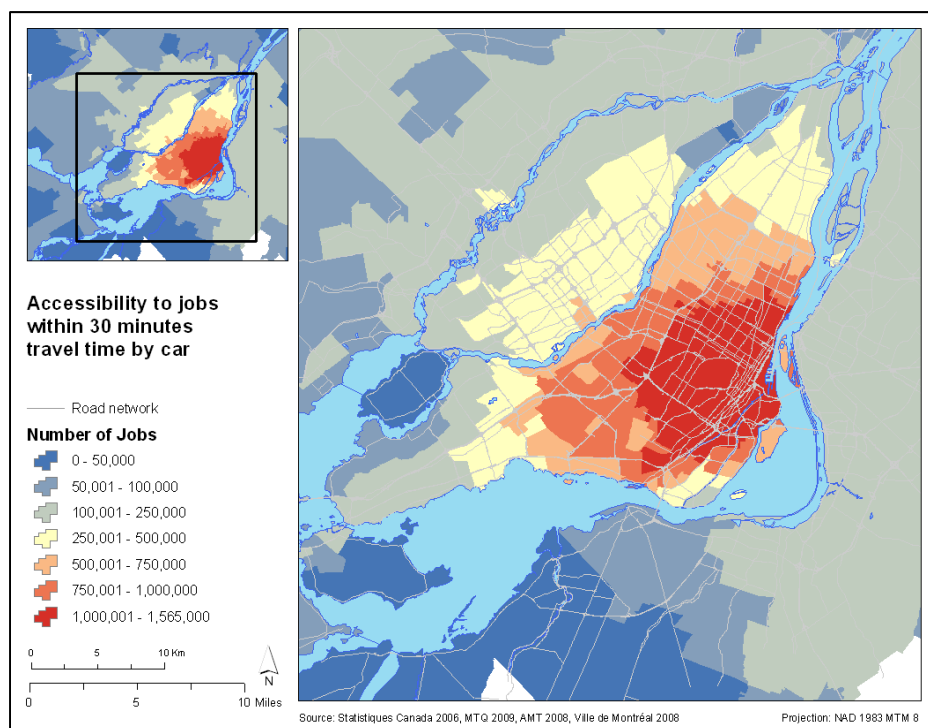 Accessibility to jobs
within 30 minutes
travel time by car
Road network
Number of Jobs
0 - 50,000
50,001 - 100,000
100,001 - 250,000
250,001 - 500,000
500,001 - 750,000
750,001 - 1,000,000
1,000,001 - 1,565,000
0 5 10 Km
N
0 5 10 Miles
Source: Statistiques Canada 2006, MTQ 2009, AMT 2008, Ville de Montréal 2008
Projection: NAD 1983 MTM 8